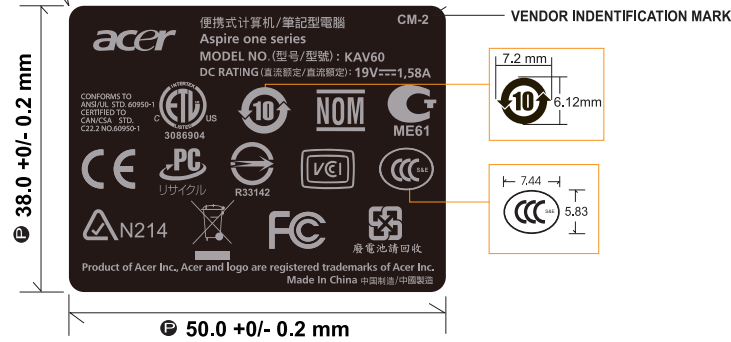 便携式计算机/筆記型電腦 CM-2
acer
Aspire one series
MODEL NO.(型号/型號) : KAV60
DC RATING(直流额定/直流額定): 19V⎓1,58A
VENDOR INDENTIFICATION MARK
CONFORMS TO
ANSI/UL STD. 60950-1
CERTIFIED TO
CAN/CSA STD.
C22.2 NO.60950-1
INTERTEK
ETL
C US
LISTED
3086904
10
NOM
ME61
7.2 mm
10
6.12mm
CE
PC
リサイクル
R33142
VCI
CCC S&E
7.44
CCC S&E
5.83
N214
FC
廢電池請回收
Product of Acer Inc., Acer and logo are registered trademarks of Acer Inc.
Made In China 中国制造/中國製造
P 38.0 +0/- 0.2 mm
P 50.0 +0/- 0.2 mm